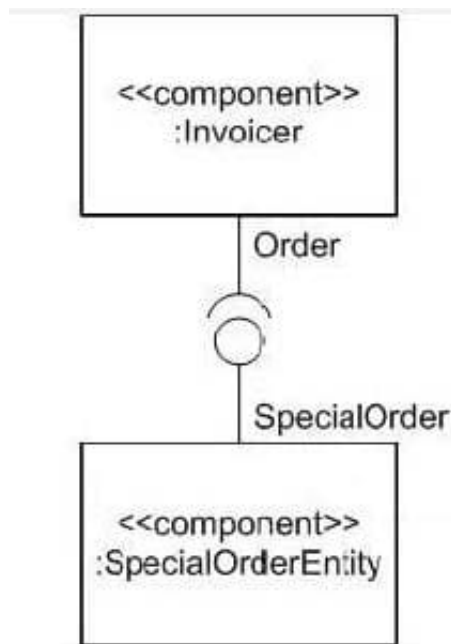 <<component>>
:Invoicer
Order
SpecialOrder
<<component>>
:SpecialOrderEntity